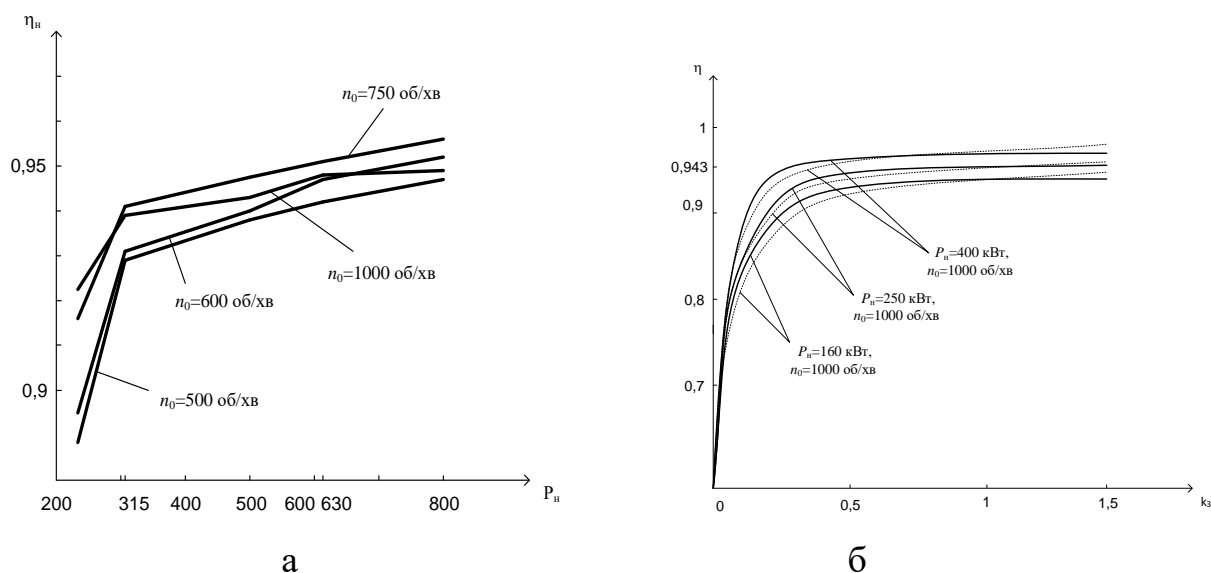 ηн
0,95
0,9
200
315
400
500
600
630
800
Pн
n0=750 об/хв
n0=1000 об/хв
n0=600 об/хв
n0=500 об/хв
а
η
1
0,943
0,9
0,8
0,7
0
0,5
1
1,5
kз
Pн=400 кВт,
n0=1000 об/хв
Pн=250 кВт,
n0=1000 об/хв
Pн=160 кВт,
n0=1000 об/хв
б